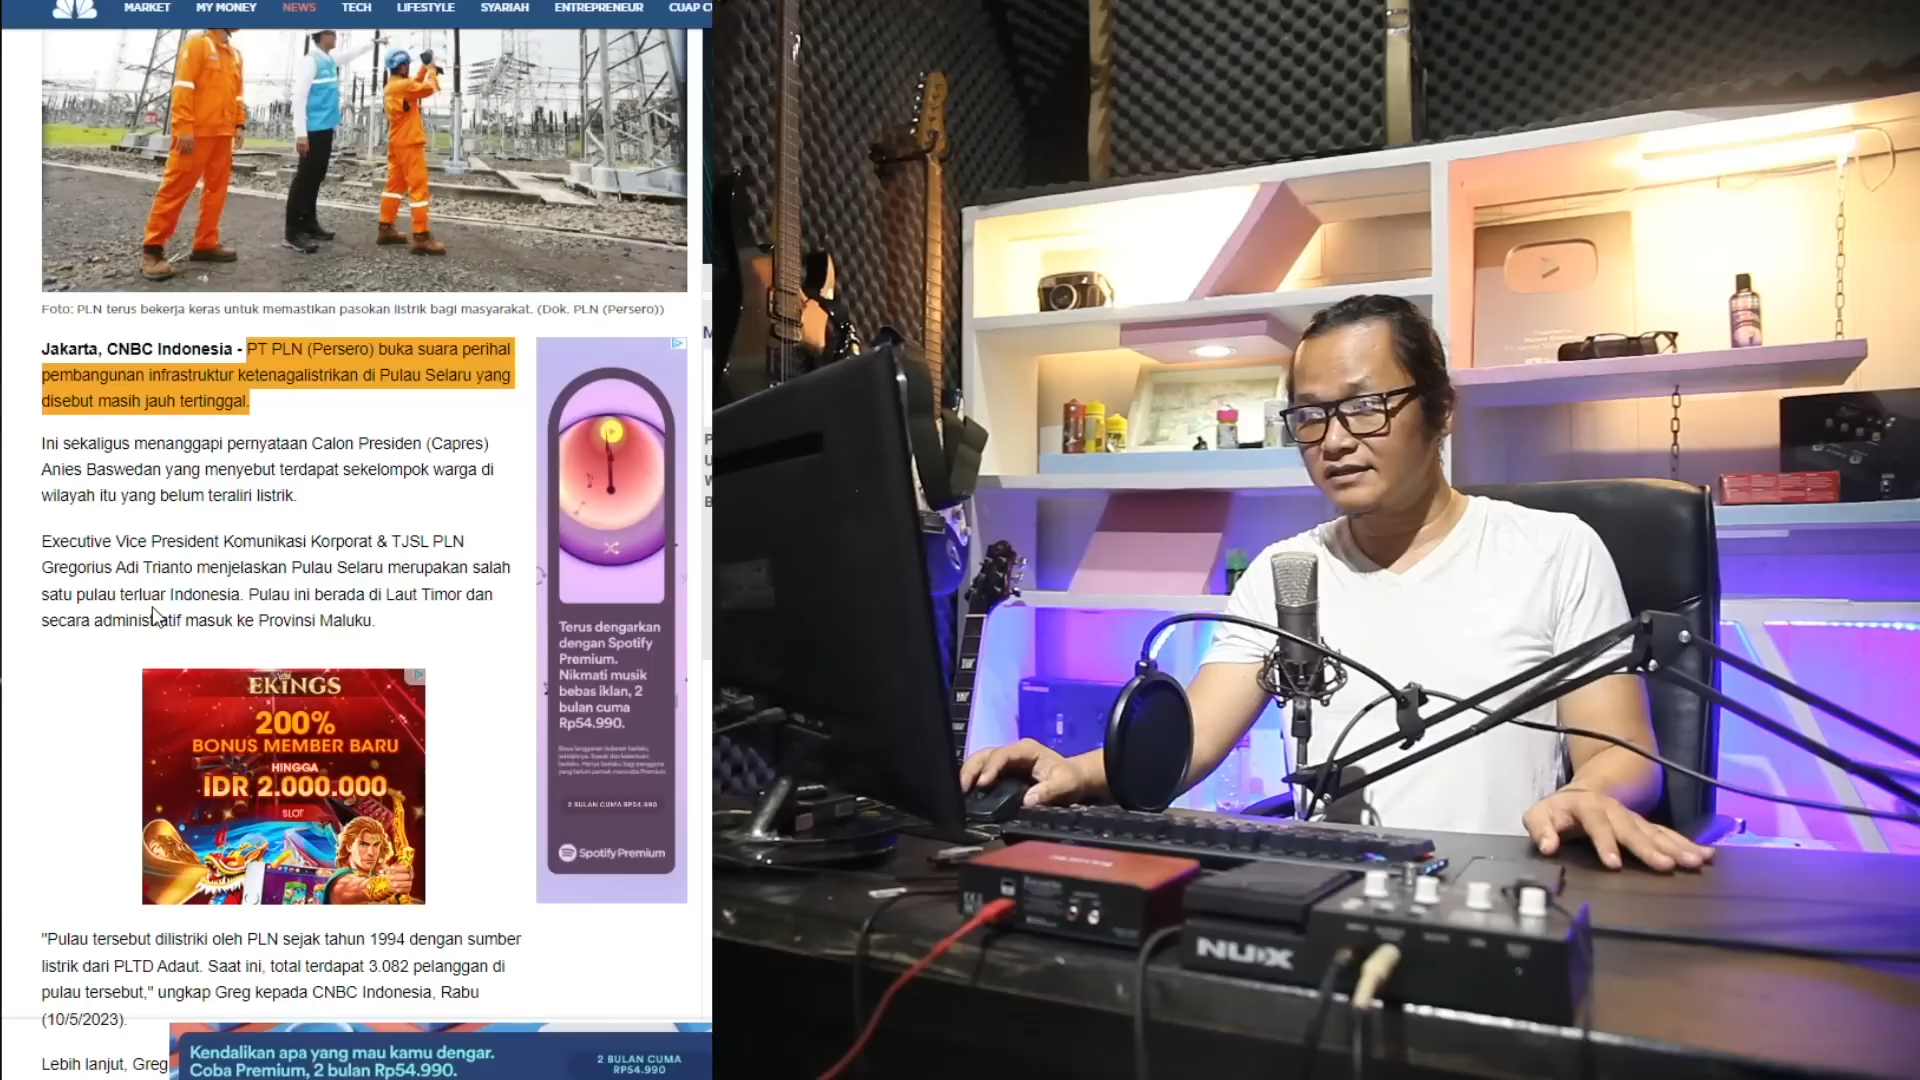 MARKET MY MONEY NEWS TECH LIFESTYLE SYARIAH ENTREPRENEUR CUAP
Foto: PLN terus bekerja keras untuk memastikan pasokan listrik bagi masyarakat. (Dok. PLN (Persero))
Jakarta, CNBC Indonesia - PT PLN (Persero) buka suara perihal
pembangunan infrastruktur ketenagalistrikan di Pulau Selaru yang
disebut masih jauh tertinggal.
Ini sekaligus menanggapi pernyataan Calon Presiden (Capres)
Anies Baswedan yang menyebut terdapat sekelompok warga di
wilayah itu yang belum teraliri listrik.
Executive Vice President Komunikasi Korporat & TJSL PLN
Gregorius Adi Trianto menjelaskan Pulau Selaru merupakan salah
satu pulau terluar Indonesia. Pulau ini berada di Laut Timor dan
secara administratif masuk ke Provinsi Maluku.
EKINGS
200%
BONUS MEMBER BARU
HINGGA
IDR 2.000.000
SLOT
Terus dengarkan
dengan Spotify
Premium.
Nikmati musik
bebas iklan, 2
bulan cuma
Rp54.990.
2 BULAN CUMA RP54.990
Spotify Premium
"Pulau tersebut dilistriki oleh PLN sejak tahun 1994 dengan sumber
listrik dari PLTD Adaut. Saat ini, total terdapat 3.082 pelanggan di
pulau tersebut," ungkap Greg kepada CNBC Indonesia, Rabu
(10/5/2023).
Lebih lanjut, Greg
Kendalikan apa yang mau kamu dengar.
Coba Premium, 2 bulan Rp54.990.
2 BULAN CUMA
RP54.990
NUX